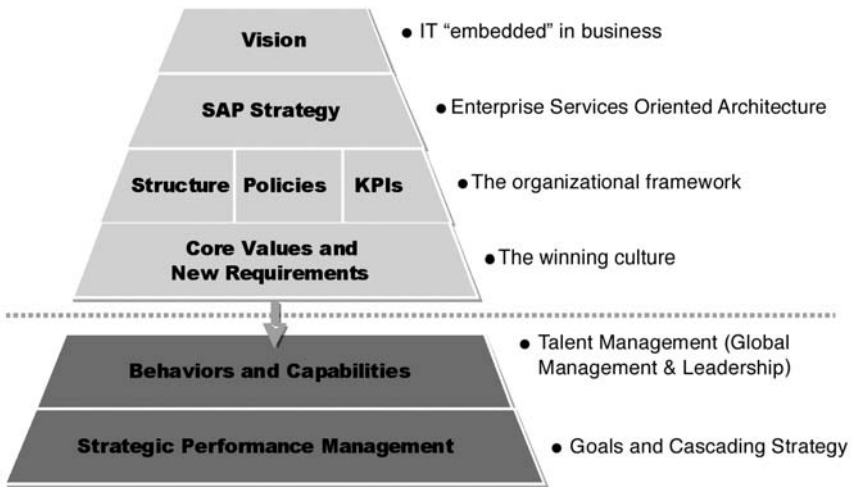 Vision
• IT “embedded” in business
SAP Strategy
• Enterprise Services Oriented Architecture
Structure Policies KPIs
• The organizational framework
Core Values and
New Requirements
• The winning culture
Behaviors and Capabilities
• Talent Management (Global
Management & Leadership)
Strategic Performance Management
• Goals and Cascading Strategy